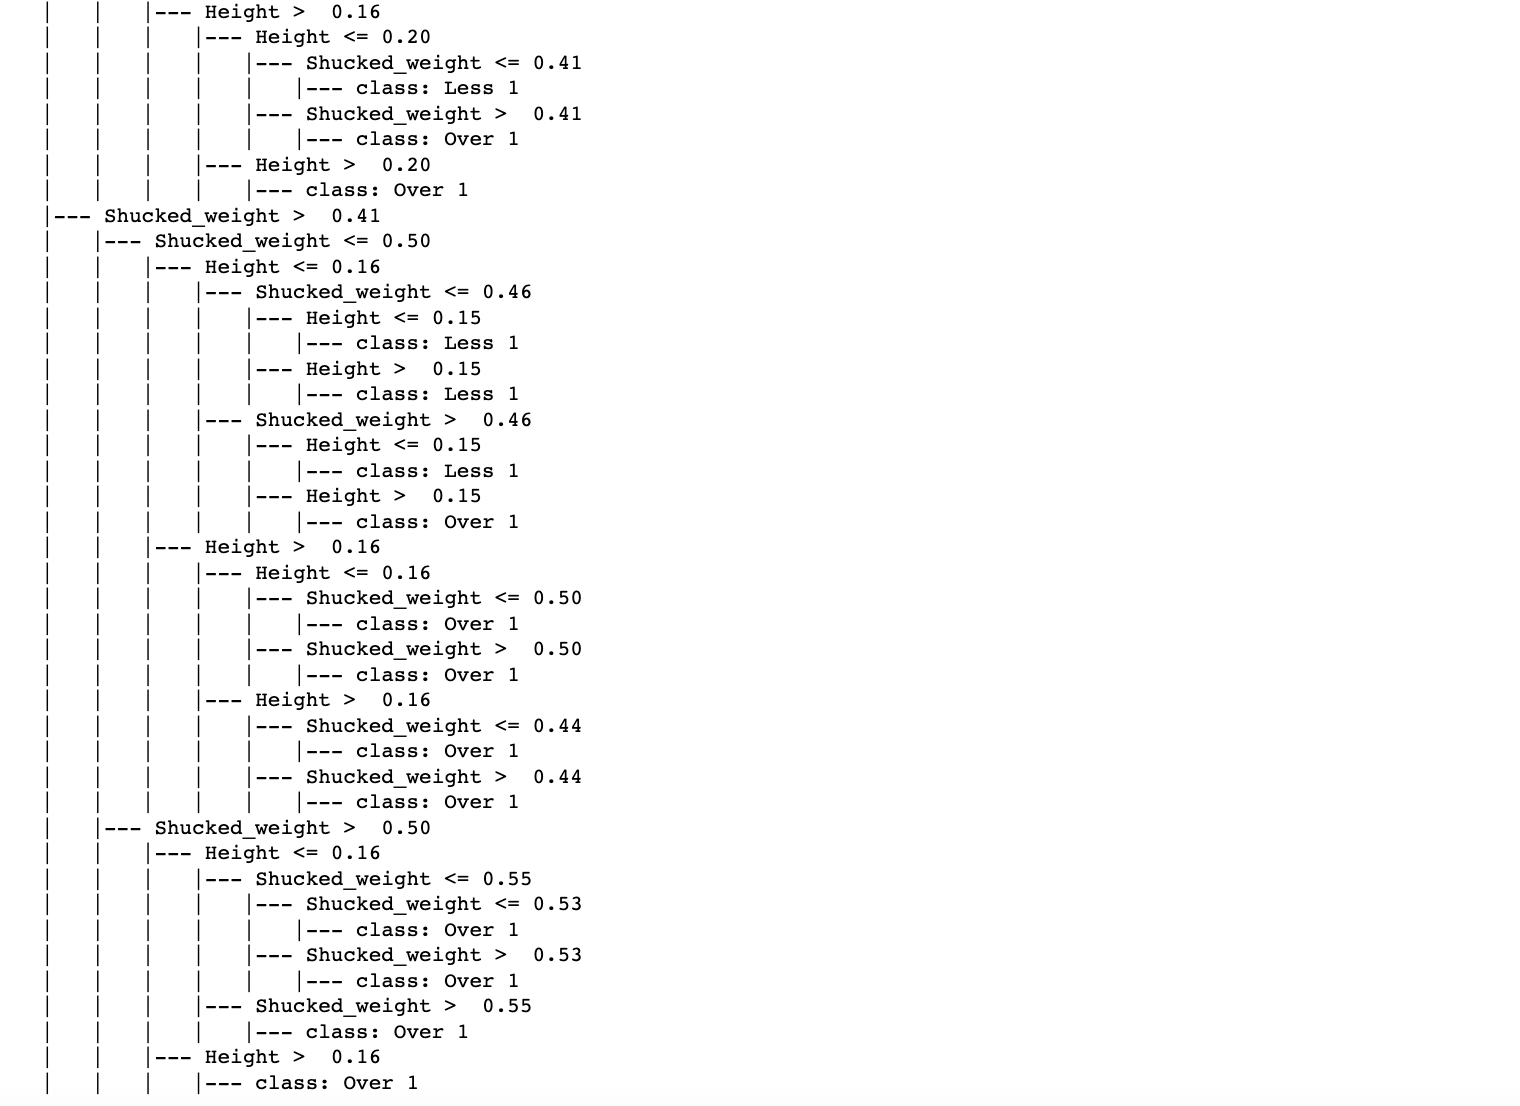 |   |   |--- Height >  0.16
|   |   |   |--- Height <= 0.20
|   |   |   |   |--- Shucked_weight <= 0.41
|   |   |   |   |   |--- class: Less 1
|   |   |   |   |--- Shucked_weight >  0.41
|   |   |   |   |   |--- class: Over 1
|   |   |   |--- Height >  0.20
|   |   |   |   |--- class: Over 1
|--- Shucked_weight >  0.41
|   |--- Shucked_weight <= 0.50
|   |   |--- Height <= 0.16
|   |   |   |--- Shucked_weight <= 0.46
|   |   |   |   |--- Height <= 0.15
|   |   |   |   |   |--- class: Less 1
|   |   |   |   |--- Height >  0.15
|   |   |   |   |   |--- class: Less 1
|   |   |   |--- Shucked_weight >  0.46
|   |   |   |   |--- Height <= 0.15
|   |   |   |   |   |--- class: Less 1
|   |   |   |   |--- Height >  0.15
|   |   |   |   |   |--- class: Over 1
|   |   |--- Height >  0.16
|   |   |   |--- Height <= 0.16
|   |   |   |   |--- Shucked_weight <= 0.50
|   |   |   |   |   |--- class: Over 1
|   |   |   |   |--- Shucked_weight >  0.50
|   |   |   |   |   |--- class: Over 1
|   |   |   |--- Height >  0.16
|   |   |   |   |--- Shucked_weight <= 0.44
|   |   |   |   |   |--- class: Over 1
|   |   |   |   |--- Shucked_weight >  0.44
|   |   |   |   |   |--- class: Over 1
|   |--- Shucked_weight >  0.50
|   |   |--- Height <= 0.16
|   |   |   |--- Shucked_weight <= 0.55
|   |   |   |   |--- Shucked_weight <= 0.53
|   |   |   |   |   |--- class: Over 1
|   |   |   |   |--- Shucked_weight >  0.53
|   |   |   |   |   |--- class: Over 1
|   |   |   |--- Shucked_weight >  0.55
|   |   |   |   |--- class: Over 1
|   |   |--- Height >  0.16
|   |   |   |--- class: Over 1